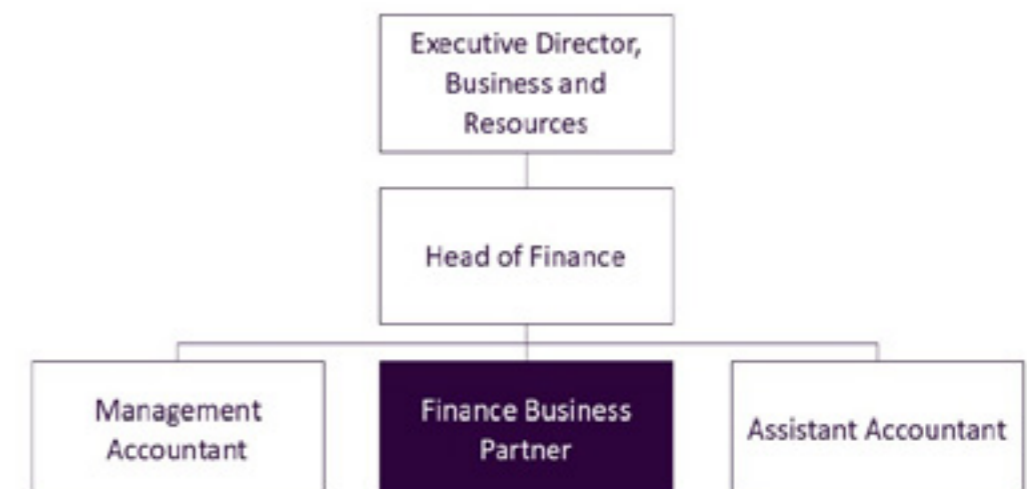 Executive Director,
Business and
Resources
Head of Finance
Management
Accountant
Finance Business
Partner
Assistant Accountant